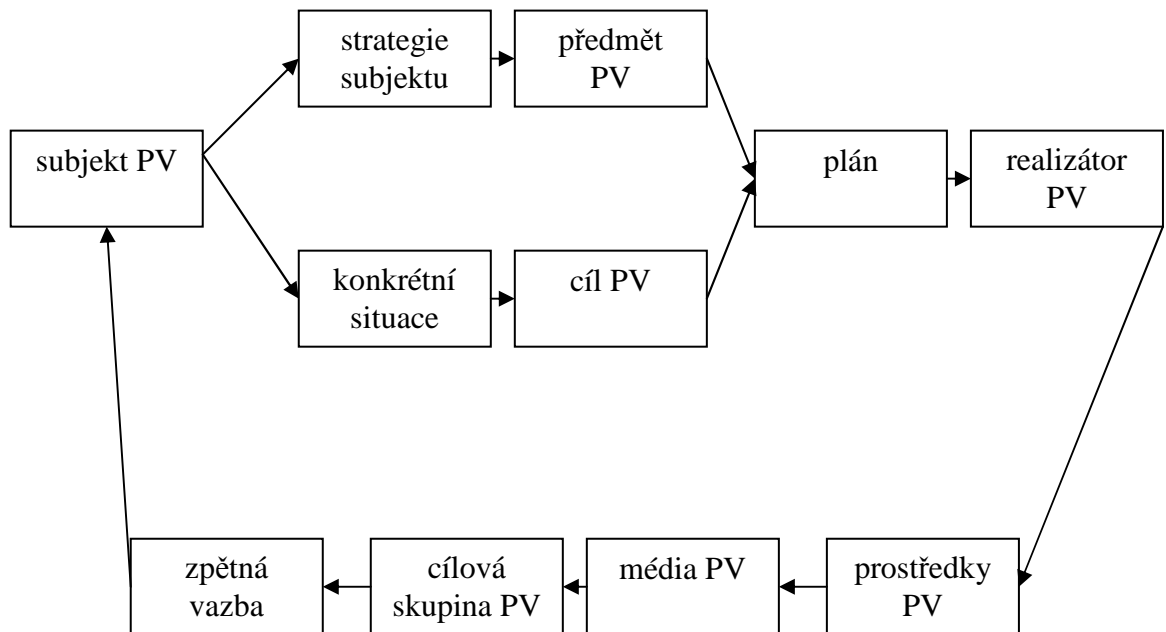 strategie
subjektu
předmět
PV
subjekt PV
plán
realizátor
PV
konkrétní
situace
cíl PV
zpětná
vazba
cílová
skupina PV
média PV
prostředky
PV